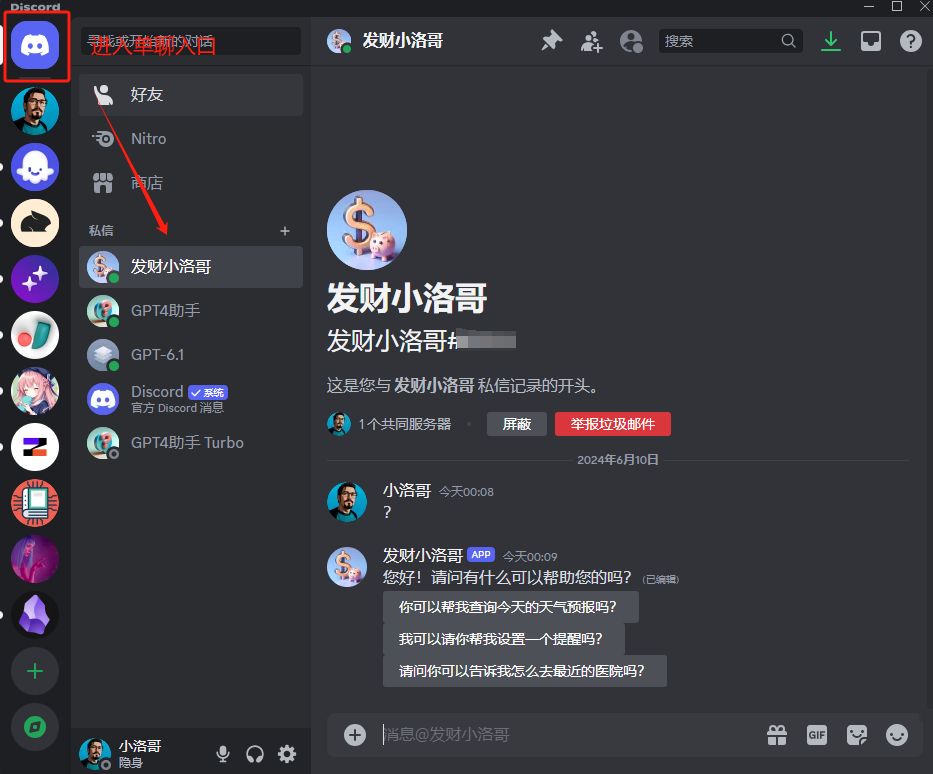 Discord
寻找或开始新的对话
进入单聊入口
发财小洛哥
搜索
好友
Nitro
商店
私信
发财小洛哥
GPT4助手
GPT-6.1
Discord 系统
官方 Discord 消息
GPT4助手 Turbo
发财小洛哥
发财小洛哥#
这是您与 发财小洛哥 私信记录的开头。
1个共同服务器
屏蔽
举报垃圾邮件
2024年6月10日
小洛哥 今天00:08
?
发财小洛哥 APP 今天00:09
您好！请问有什么可以帮助您的吗？ (已编辑)
你可以帮我查询今天的天气预报吗?
我可以请你帮我设置一个提醒吗?
请问你可以告诉我怎么去最近的医院吗?
消息@发财小洛哥
GIF
小洛哥
隐身